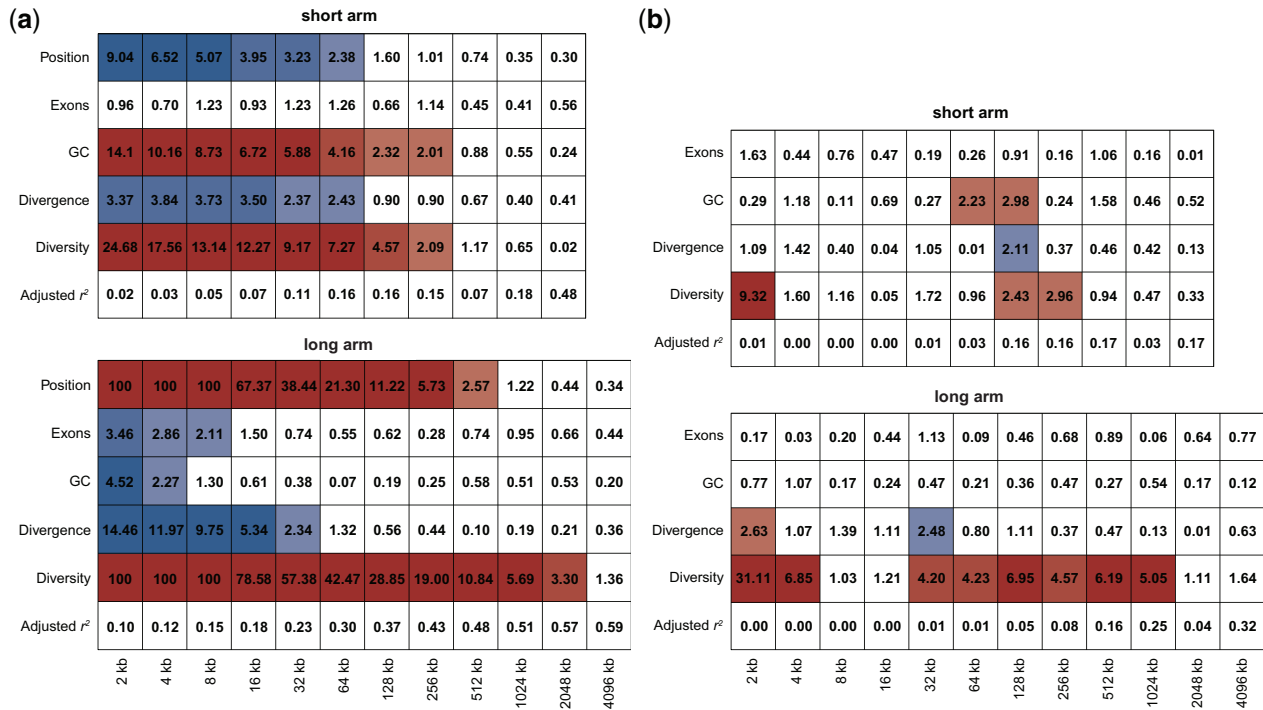 (a)
short arm
Position 9.04 6.52 5.07 3.95 3.23 2.38 1.60 1.01 0.74 0.35 0.30
Exons 0.96 0.70 1.23 0.93 1.23 1.26 0.66 1.14 0.45 0.41 0.56
GC 14.1 10.16 8.73 6.72 5.88 4.16 2.32 2.01 0.88 0.55 0.24
Divergence 3.37 3.84 3.73 3.50 2.37 2.43 0.90 0.90 0.67 0.40 0.41
Diversity 24.68 17.56 13.14 12.27 9.17 7.27 4.57 2.09 1.17 0.65 0.02
Adjusted r² 0.02 0.03 0.05 0.07 0.11 0.16 0.16 0.15 0.07 0.18 0.48
long arm
Position 100 100 100 67.37 38.44 21.30 11.22 5.73 2.57 1.22 0.44 0.34
Exons 3.46 2.86 2.11 1.50 0.74 0.55 0.62 0.28 0.74 0.95 0.66 0.44
GC 4.52 2.27 1.30 0.61 0.38 0.07 0.19 0.25 0.58 0.51 0.53 0.20
Divergence 14.46 11.97 9.75 5.34 2.34 1.32 0.56 0.44 0.10 0.19 0.21 0.36
Diversity 100 100 100 78.58 57.38 42.47 28.85 19.00 10.84 5.69 3.30 1.36
Adjusted r² 0.10 0.12 0.15 0.18 0.23 0.30 0.37 0.43 0.48 0.51 0.57 0.59
2 kb 4 kb 8 kb 16 kb 32 kb 64 kb 128 kb 256 kb 512 kb 1024 kb 2048 kb 4096 kb
(b)
short arm
Exons 1.63 0.44 0.76 0.47 0.19 0.26 0.91 0.16 1.06 0.16 0.01
GC 0.29 1.18 0.11 0.69 0.27 2.23 2.98 0.24 1.58 0.46 0.52
Divergence 1.09 1.42 0.40 0.04 1.05 0.01 2.11 0.37 0.46 0.42 0.13
Diversity 9.32 1.60 1.16 0.05 1.72 0.96 2.43 2.96 0.94 0.47 0.33
Adjusted r² 0.01 0.00 0.00 0.00 0.01 0.03 0.16 0.16 0.17 0.03 0.17
long arm
Exons 0.17 0.03 0.20 0.44 1.13 0.09 0.46 0.68 0.89 0.06 0.64 0.77
GC 0.77 1.07 0.17 0.24 0.47 0.21 0.36 0.47 0.27 0.54 0.17 0.12
Divergence 2.63 1.07 1.39 1.11 2.48 0.80 1.11 0.37 0.47 0.13 0.01 0.63
Diversity 31.11 6.85 1.03 1.21 4.20 4.23 6.95 4.57 6.19 5.05 1.11 1.64
Adjusted r² 0.00 0.00 0.00 0.00 0.01 0.01 0.05 0.08 0.16 0.25 0.04 0.32
2 kb 4 kb 8 kb 16 kb 32 kb 64 kb 128 kb 256 kb 512 kb 1024 kb 2048 kb 4096 kb